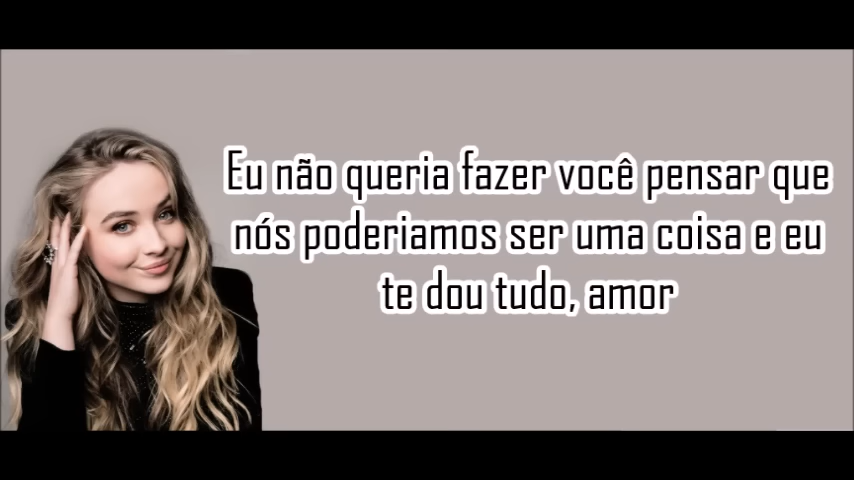 Eu não queria fazer você pensar que
nós poderiamos ser uma coisa e eu
te dou tudo, amor